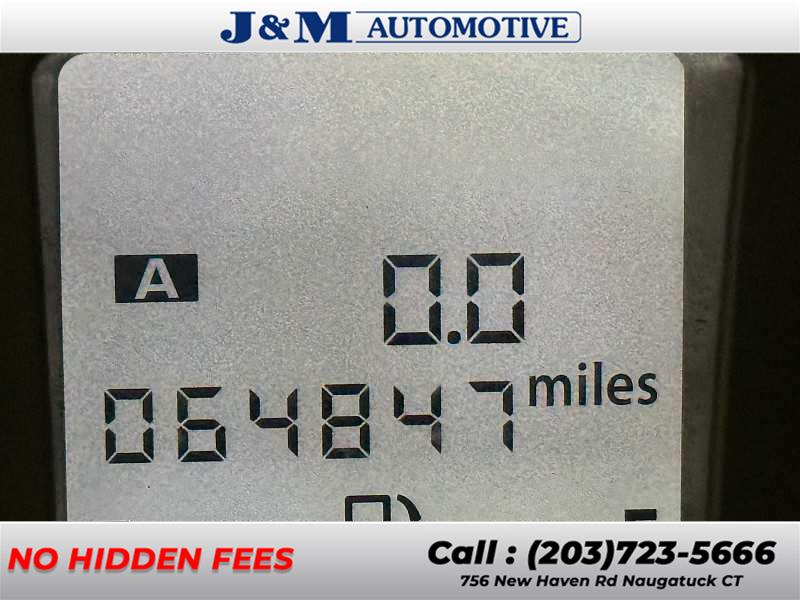 J&M AUTOMOTIVE
A 0.0
064847 miles
NO HIDDEN FEES
Call : (203)723-5666
756 New Haven Rd Naugatuck CT